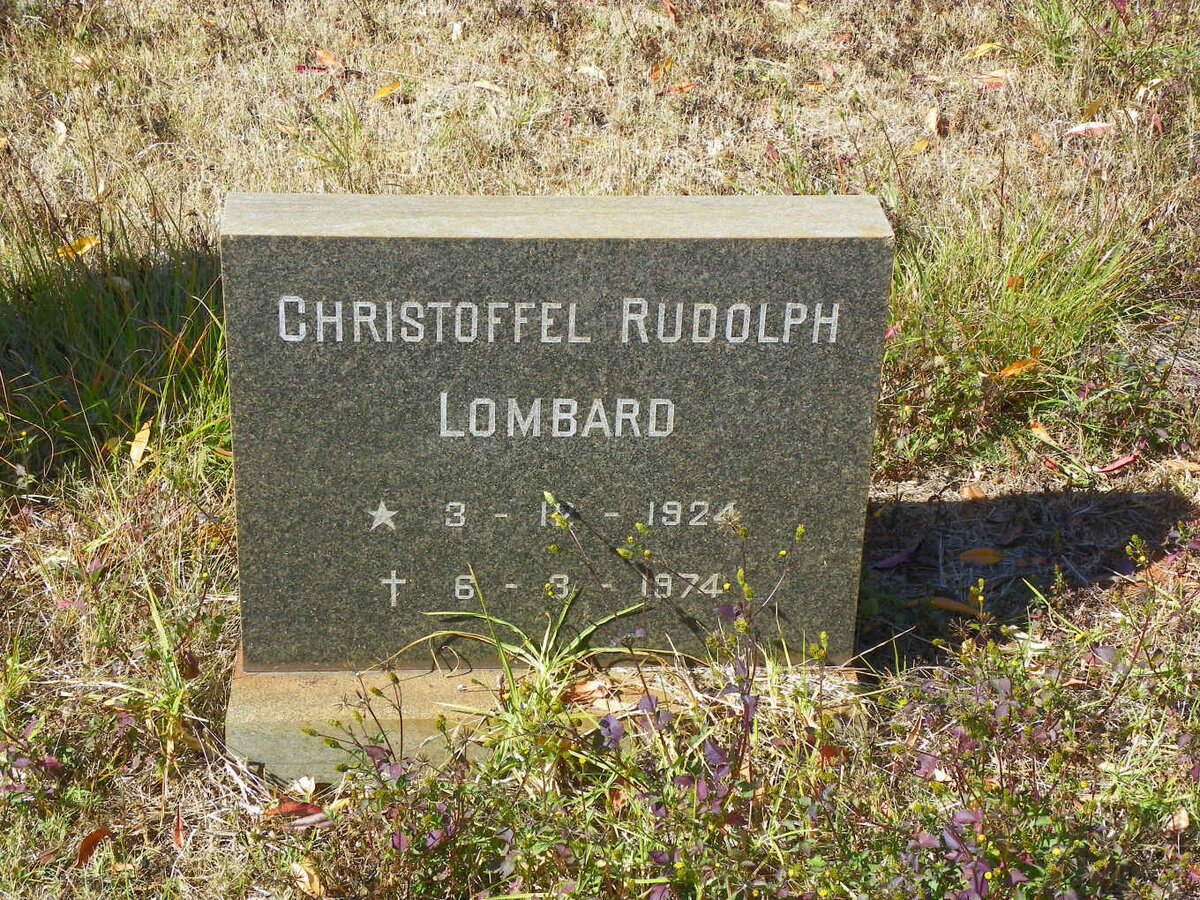 CHRISTOFFEL RUDOLPH
LOMBARD
3 - - 1924
6 - 3 - 1974